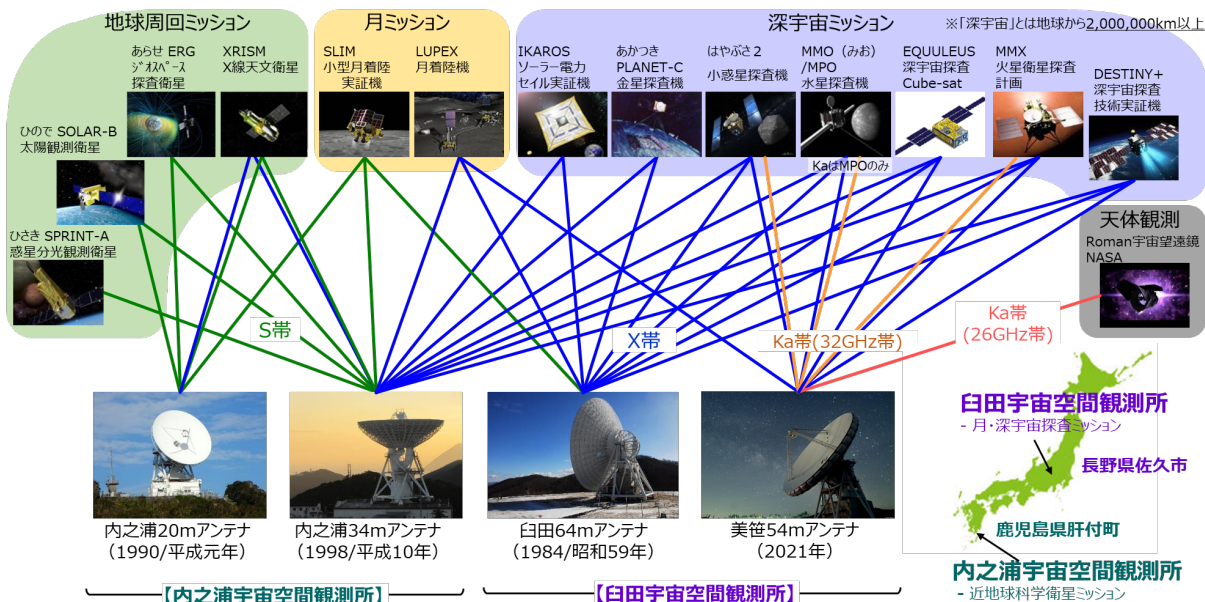 地球周回ミッション
月ミッション
深宇宙ミッション
※「深宇宙」とは地球から2,000,000km以上
あらせ ERG
ジオスペース
探査衛星
XRISM
X線天文衛星
SLIM
小型月着陸
実証機
LUPEX
月着陸機
IKAROS
ソーラー電力
セイル実証機
あかつき
PLANET-C
金星探査機
はやぶさ２
小惑星探査機
MMO（みお）
/MPO
水星探査機
KaはMPOのみ
EQUULEUS
深宇宙探査
Cube-sat
MMX
火星衛星探査
計画
DESTINY+
深宇宙探査
技術実証機
ひので SOLAR-B
太陽観測衛星
ひさき SPRINT-A
惑星分光観測衛星
天体観測
Roman宇宙望遠鏡
NASA
S帯
X帯
Ka帯(32GHz帯)
Ka帯
(26GHz帯)
内之浦20mアンテナ
（1990/平成元年）
内之浦34mアンテナ
（1998/平成10年）
臼田64mアンテナ
（1984/昭和59年）
美笹54mアンテナ
（2021年）
【内之浦宇宙空間観測所】
【臼田宇宙空間観測所】
臼田宇宙空間観測所
- 月・深宇宙探査ミッション
長野県佐久市
鹿児島県肝付町
内之浦宇宙空間観測所
- 近地球科学衛星ミッション